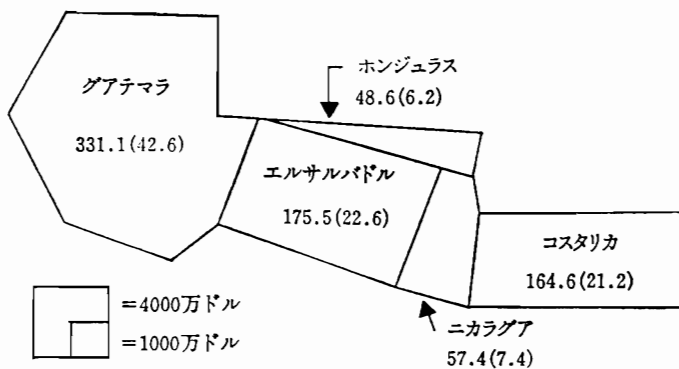 グアテマラ
331.1(42.6)
ホンジュラス
48.6(6.2)
エルサルバドル
175.5(22.6)
コスタリカ
164.6(21.2)
ニカラグア
57.4(7.4)
=4000万ドル
=1000万ドル